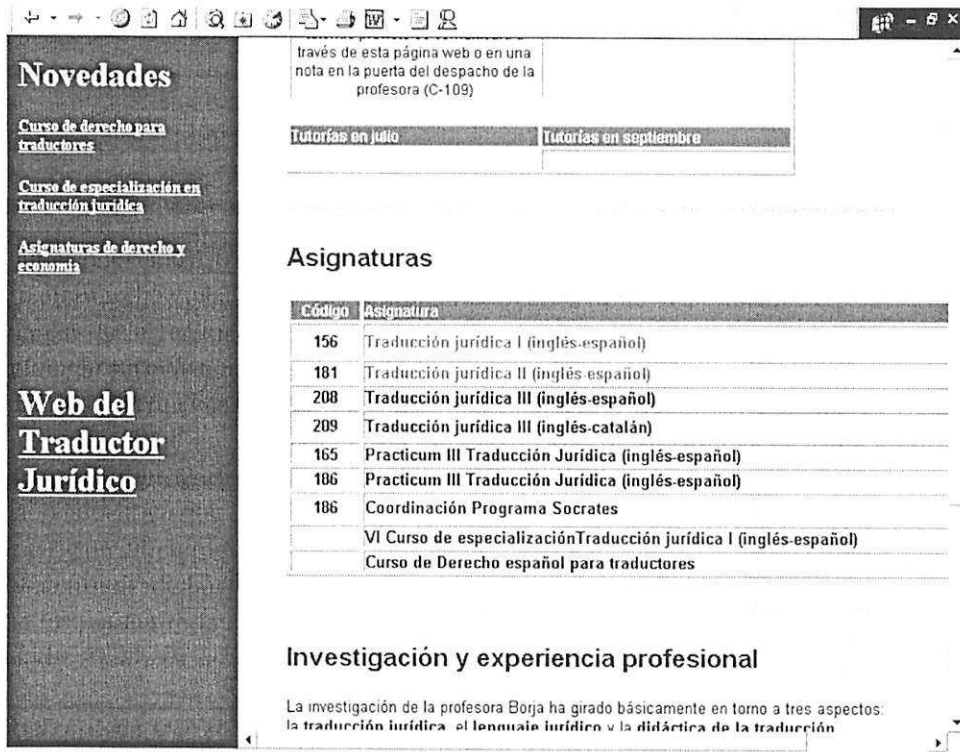 Novedades
Curso de derecho para
traductores
Curso de especialización en
traducción jurídica
Asignaturas de derecho y
economía
Web del
Traductor
Jurídico
través de esta página web o en una
nota en la puerta del despacho de la
profesora (C-109)
Tutorías en julio Tutorías en septiembre
Asignaturas
Código Asignatura
156 Traducción jurídica I (inglés-español)
181 Traducción jurídica II (inglés-español)
208 Traducción jurídica III (inglés-español)
209 Traducción jurídica III (inglés-catalán)
165 Practicum III Traducción Jurídica (inglés-español)
186 Practicum III Traducción Jurídica (inglés-español)
186 Coordinación Programa Socrates
VI Curso de especializaciónTraducción jurídica I (inglés-español)
Curso de Derecho español para traductores
Investigación y experiencia profesional
La investigación de la profesora Borja ha girado básicamente en torno a tres aspectos:
la traducción jurídica, el lenguaje jurídico y la didáctica de la traducción